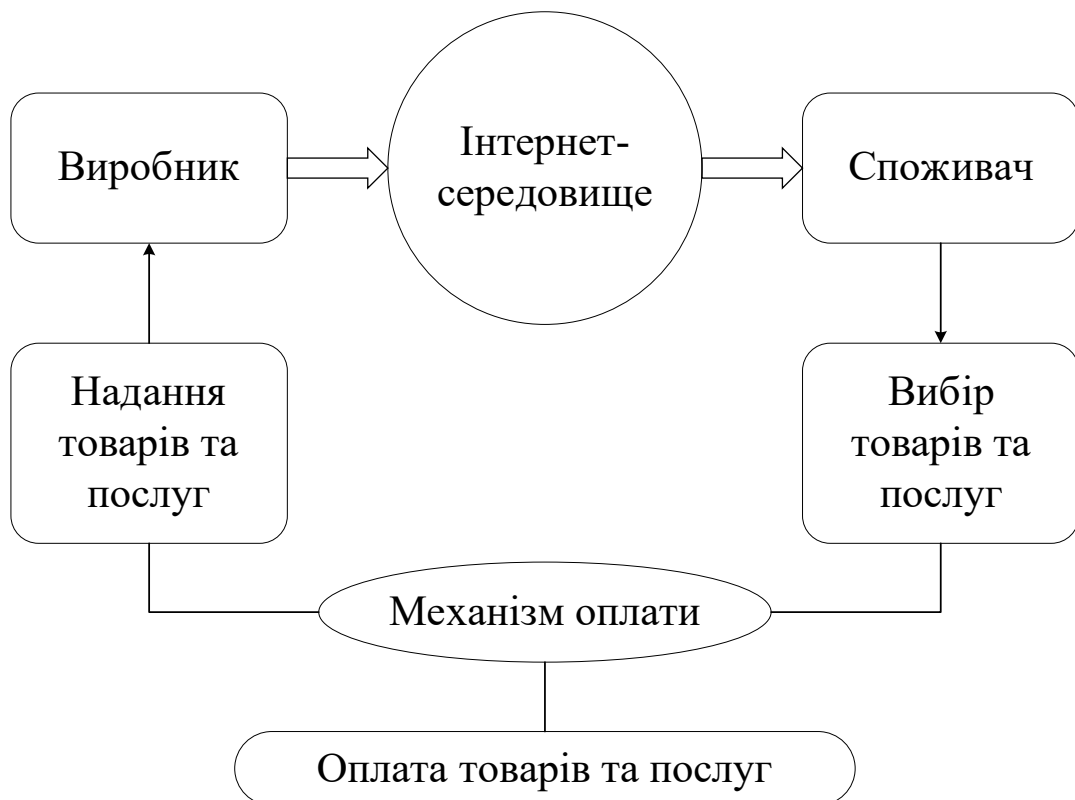 Виробник
Інтернет-
середовище
Споживач
Надання
товарів та
послуг
Вибір
товарів та
послуг
Механізм оплати
Оплата товарів та послуг